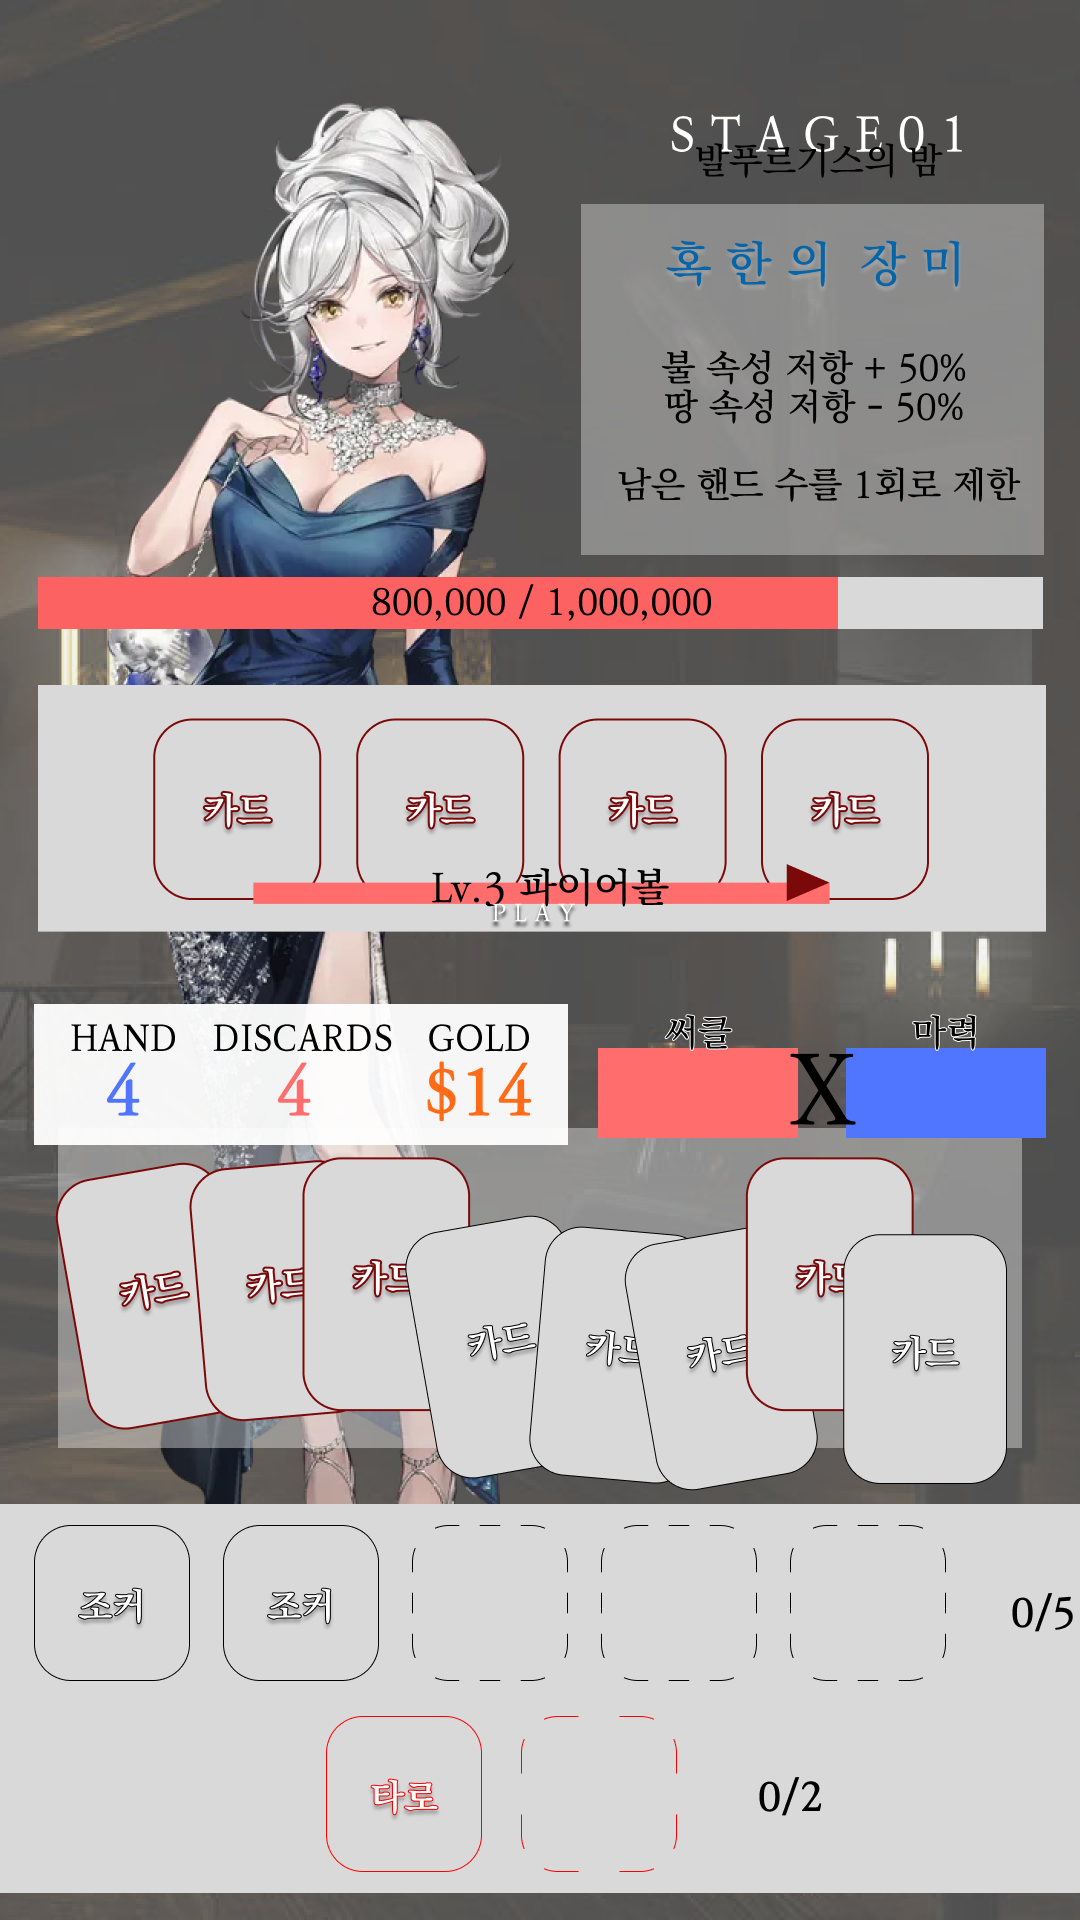 STAGE01
발푸르기스의 밤
혹한의 장미
불 속성 저항 + 50%
땅 속성 저항 - 50%
남은 핸드 수를 1회로 제한
800,000 / 1,000,000
카드 카드 카드 카드
Lv.3 파이어볼
PLAY
HAND DISCARDS GOLD
4 4 $14
써클 X 마력
카드 카드 카드 카드 카드 카드 카드 카드
조커 조커 0/5
타로 0/2